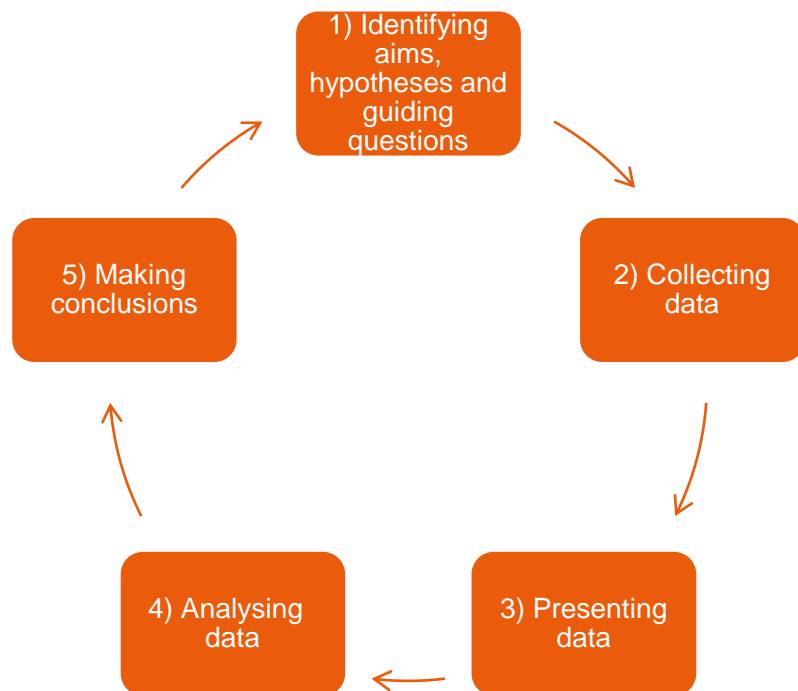 1) Identifying
aims,
hypotheses and
guiding
questions
2) Collecting
data
3) Presenting
data
4) Analysing
data
5) Making
conclusions